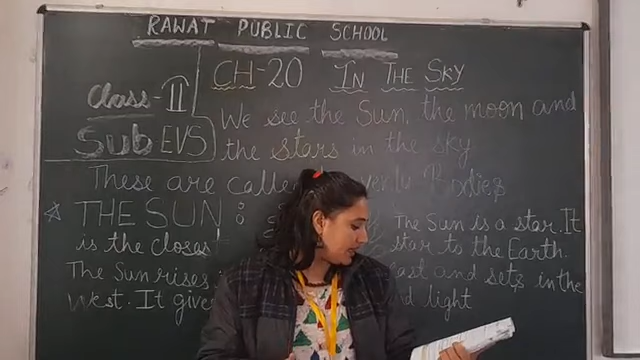 RAWAT PUBLIC SCHOOL
Class - II
Sub EVS
CH-20 IN THE SKY
We see the Sun, the moon and
the stars in the sky
These are called Bodies
THE SUN : The Sun is a star. It
is the closest star to the Earth.
The Sun rises east and sets in the
West. It gives light